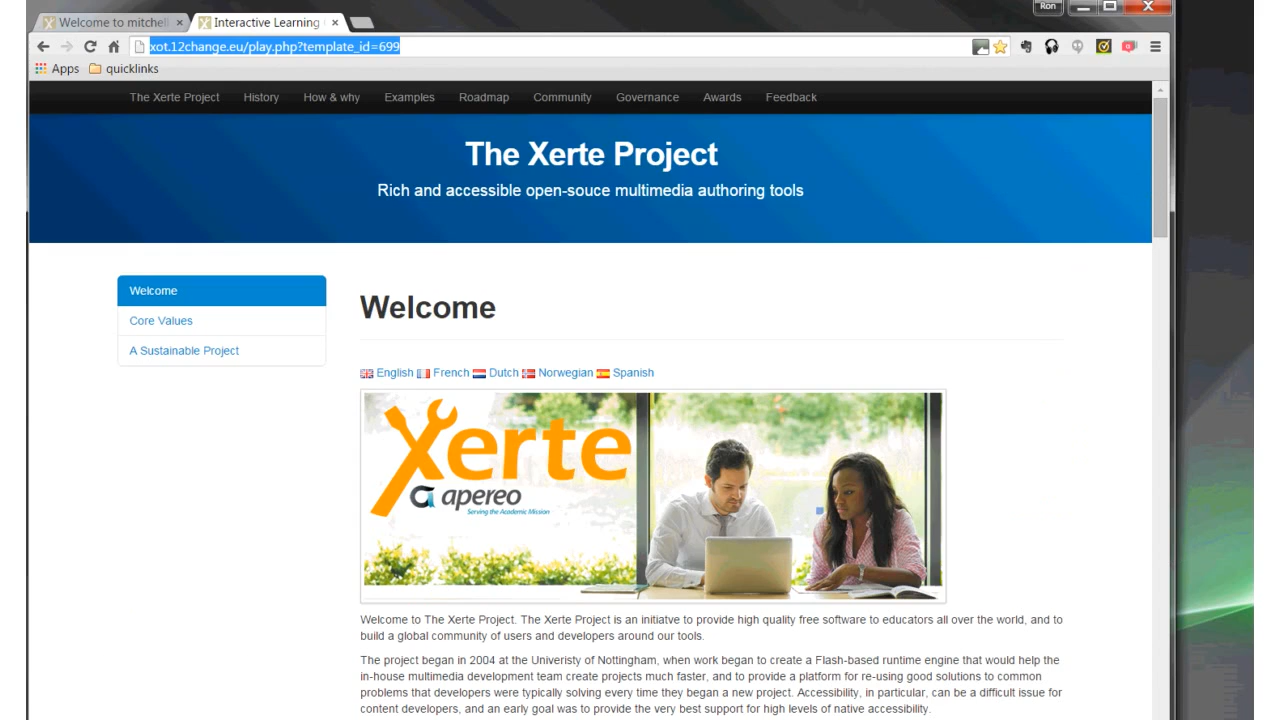 Ron
Welcome to mitchell
Interactive Learning
xot.12change.eu/play.php?template_id=699
Apps quicklinks
The Xerte Project History How & why Examples Roadmap Community Governance Awards Feedback
The Xerte Project
Rich and accessible open-souce multimedia authoring tools
Welcome
Core Values
A Sustainable Project
Welcome
English French Dutch Norwegian Spanish
Xerte
apereo
Serving the Academic Mission
Welcome to The Xerte Project. The Xerte Project is an initiatve to provide high quality free software to educators all over the world, and to
build a global community of users and developers around our tools.
The project began in 2004 at the Univeristy of Nottingham, when work began to create a Flash-based runtime engine that would help the
in-house multimedia development team create projects much faster, and to provide a platform for re-using good solutions to common
problems that developers were typically solving every time they began a new project. Accessibility, in particular, can be a difficult issue for
content developers, and an early goal was to provide the very best support for high levels of native accessibility.